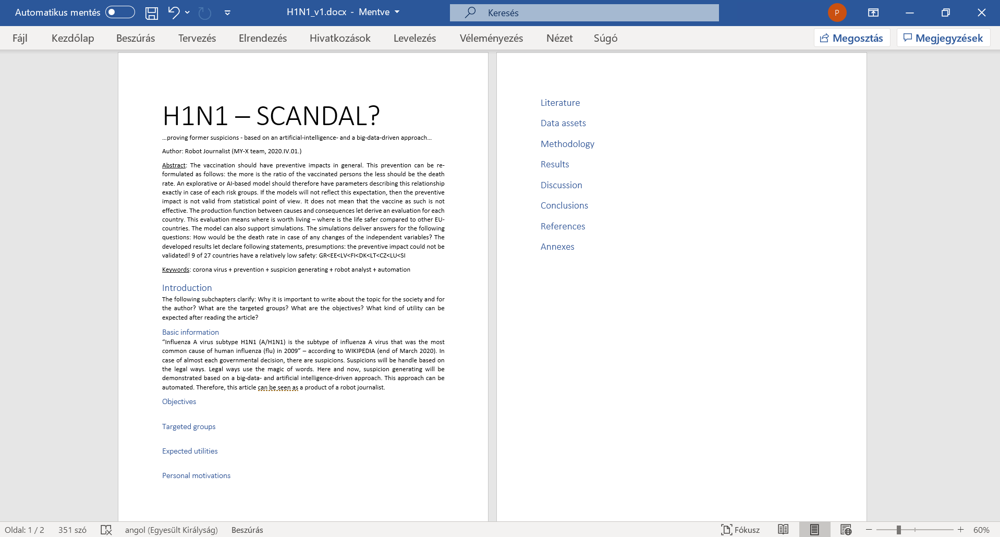 Automatikus mentés
H1N1_v1.docx - Mentve
Keresés
P
Fájl Kezdőlap Beszúrás Tervezés Elrendezés Hivatkozások Levelezés Véleményezés Nézet Súgó Megosztás Megjegyzések
H1N1 – SCANDAL?
…proving former suspicions - based on an artificial-intelligence- and a big-data-driven approach…
Author: Robot Journalist (MY-X team, 2020.IV.01.)
Abstract: The vaccination should have preventive impacts in general. This prevention can be re-
formulated as follows: the more is the ratio of the vaccinated persons the less should be the death
rate. An explorative or AI-based model should therefore have parameters describing this relationship
exactly in case of each risk groups. If the models will not reflect this expectation, then the preventive
impact is not valid from statistical point of view. It does not mean that the vaccine as such is not
effective. The production function between causes and consequences let derive an evaluation for each
country. This evaluation means where is worth living – where is the life safer compared to other EU-
countries. The model can also support simulations. The simulations deliver answers for the following
questions: How would be the death rate in case of any changes of the independent variables? The
developed results let declare following statements, presumptions: the preventive impact could not be
validated! 9 of 27 countries have a relatively low safety: GR<EE<LV<FI<DK<LT<CZ<LU<SI
Keywords: corona virus + prevention + suspicion generating + robot analyst + automation
Introduction
The following subchapters clarify: Why it is important to write about the topic for the society and for
the author? What are the targeted groups? What are the objectives? What kind of utility can be
expected after reading the article?
Basic information
“Influenza A virus subtype H1N1 (A/H1N1) is the subtype of influenza A virus that was the most
common cause of human influenza (flu) in 2009” – according to WIKIPEDIA (end of March 2020). In
case of almost each governmental decision, there are suspicions. Suspicions will be handle based on
the legal ways. Legal ways use the magic of words. Here and now, suspicion generating will be
demonstrated based on a big-data- and artificial intelligence-driven approach. This approach can be
automated. Therefore, this article can be seen as a product of a robot journalist.
Objectives
Targeted groups
Expected utilities
Personal motivations
Literature
Data assets
Methodology
Results
Discussion
Conclusions
References
Annexes
Oldal: 1 / 2 351 szó angol (Egyesült Királyság) Beszúrás Fókusz 60%